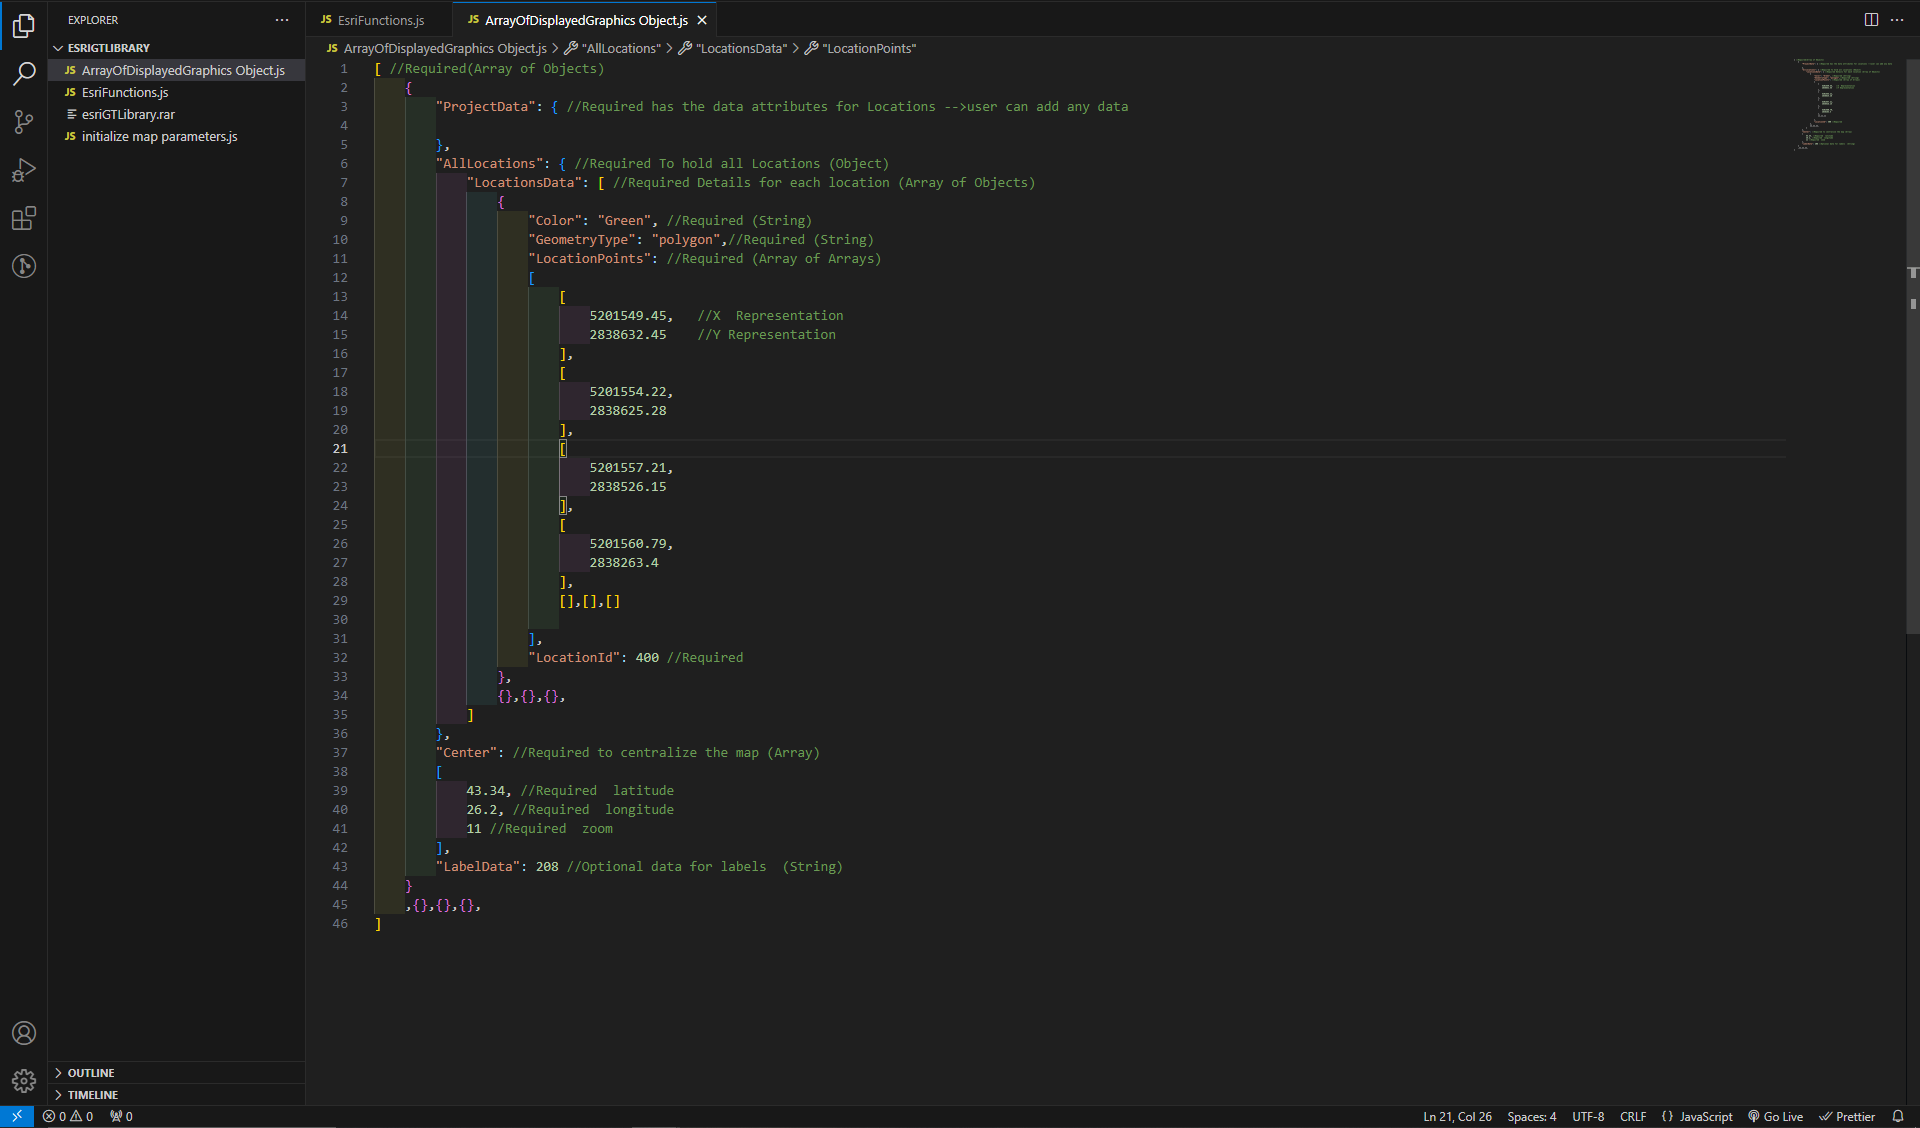 EXPLORER
ESRIGTLIBRARY
JS ArrayOfDisplayedGraphics Object.js
JS EsriFunctions.js
esriGTLibrary.rar
JS initialize map parameters.js
OUTLINE
TIMELINE
JS EsriFunctions.js
JS ArrayOfDisplayedGraphics Object.js
JS ArrayOfDisplayedGraphics Object.js > "AllLocations" > "LocationsData" > "LocationPoints"
1 [ //Required(Array of Objects)
2 {
3 "ProjectData": { //Required has the data attributes for Locations -->user can add any data
4
5 },
6 "AllLocations": { //Required To hold all Locations (Object)
7 "LocationsData": [ //Required Details for each location (Array of Objects)
8 {
9 "Color": "Green", //Required (String)
10 "GeometryType": "polygon",//Required (String)
11 "LocationPoints": //Required (Array of Arrays)
12 [
13 [
14 5201549.45, //X  Representation
15 2838632.45 //Y Representation
16 ],
17 [
18 5201554.22,
19 2838625.28
20 ],
21 [
22 5201557.21,
23 2838526.15
24 ],
25 [
26 5201560.79,
27 2838263.4
28 ],
29 [],[],[]
30
31 ],
32 "LocationId": 400 //Required
33 },
34 {},{},{},
35 ]
36 },
37 "Center": //Required to centralize the map (Array)
38 [
39 43.34, //Required  latitude
40 26.2, //Required  longitude
41 11 //Required  zoom
42 ],
43 "LabelData": 208 //Optional data for labels  (String)
44 }
45 ,{},{},{},
46 ]
0 0 0
Ln 21, Col 26 Spaces: 4 UTF-8 CRLF {} JavaScript Go Live Prettier